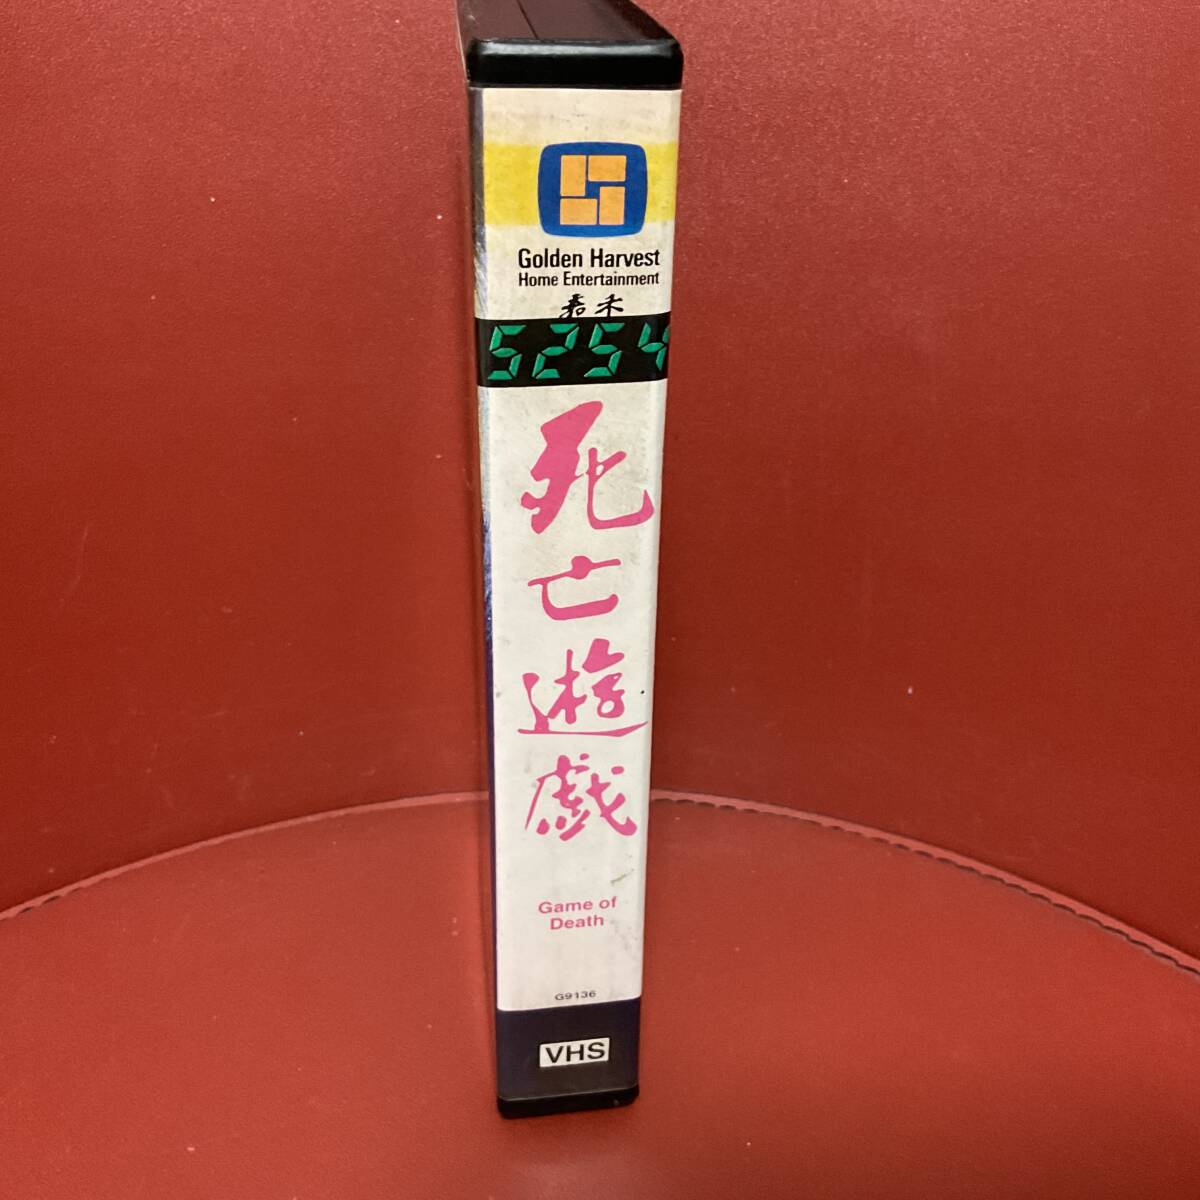 Golden Harvest
Home Entertainment
嘉禾
5254
死亡遊戲
Game of
Death
G9136
VHS